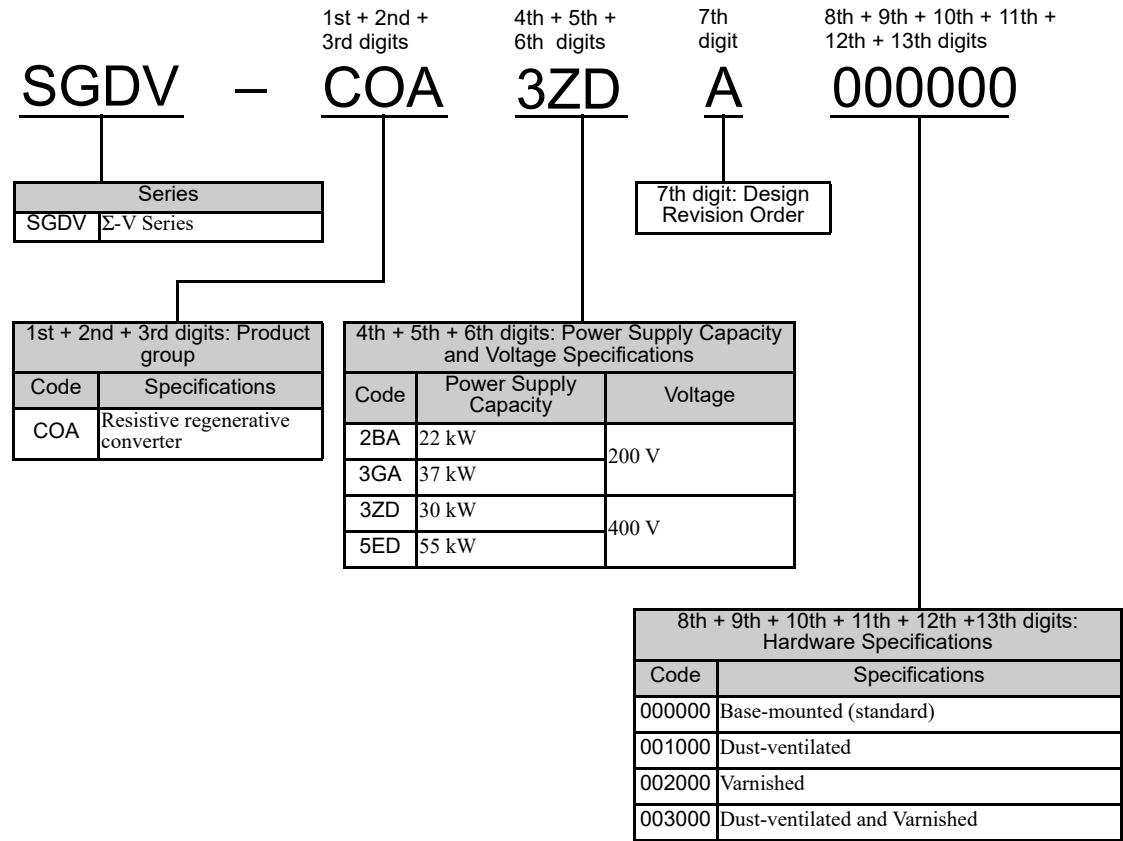 1st + 2nd +
3rd digits
4th + 5th +
6th digits
7th
digit
8th + 9th + 10th + 11th +
12th + 13th digits
SGDV – COA 3ZD A 000000
Series
SGDV Σ-V Series
7th digit: Design
Revision Order
1st + 2nd + 3rd digits: Product
group
Code Specifications
COA Resistive regenerative
converter
4th + 5th + 6th digits: Power Supply Capacity
and Voltage Specifications
Code Power Supply
Capacity Voltage
2BA 22 kW
200 V
3GA 37 kW
3ZD 30 kW
400 V
5ED 55 kW
8th + 9th + 10th + 11th + 12th +13th digits:
Hardware Specifications
Code Specifications
000000 Base-mounted (standard)
001000 Dust-ventilated
002000 Varnished
003000 Dust-ventilated and Varnished